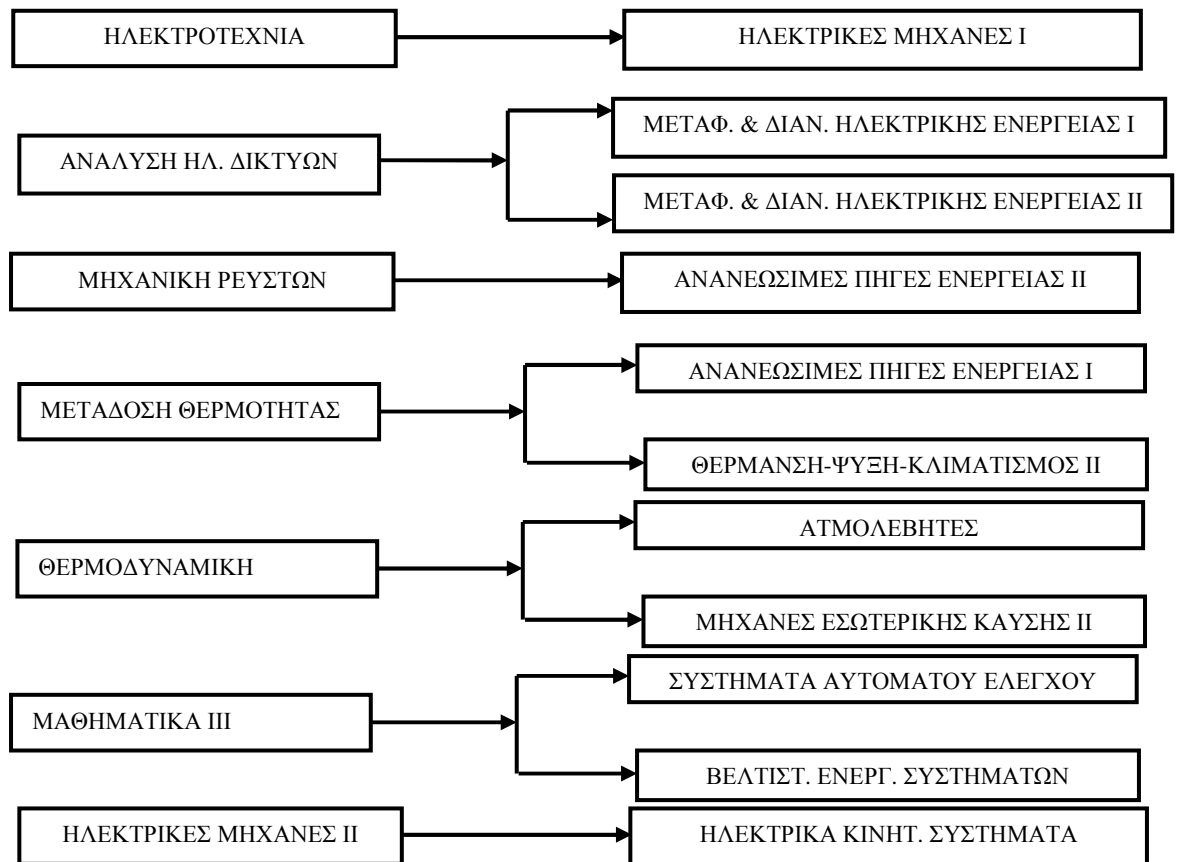 ΗΛΕΚΤΡΟΤΕΧΝΙΑ
ΗΛΕΚΤΡΙΚΕΣ ΜΗΧΑΝΕΣ Ι
ΑΝΑΛΥΣΗ ΗΛ. ΔΙΚΤΥΩΝ
ΜΕΤΑΦ. & ΔΙΑΝ. ΗΛΕΚΤΡΙΚΗΣ ΕΝΕΡΓΕΙΑΣ Ι
ΜΕΤΑΦ. & ΔΙΑΝ. ΗΛΕΚΤΡΙΚΗΣ ΕΝΕΡΓΕΙΑΣ ΙΙ
ΜΗΧΑΝΙΚΗ ΡΕΥΣΤΩΝ
ΑΝΑΝΕΩΣΙΜΕΣ ΠΗΓΕΣ ΕΝΕΡΓΕΙΑΣ ΙΙ
ΜΕΤΑΔΟΣΗ ΘΕΡΜΟΤΗΤΑΣ
ΑΝΑΝΕΩΣΙΜΕΣ ΠΗΓΕΣ ΕΝΕΡΓΕΙΑΣ Ι
ΘΕΡΜΑΝΣΗ-ΨΥΞΗ-ΚΛΙΜΑΤΙΣΜΟΣ ΙΙ
ΘΕΡΜΟΔΥΝΑΜΙΚΗ
ΑΤΜΟΛΕΒΗΤΕΣ
ΜΗΧΑΝΕΣ ΕΣΩΤΕΡΙΚΗΣ ΚΑΥΣΗΣ ΙΙ
ΜΑΘΗΜΑΤΙΚΑ ΙΙΙ
ΣΥΣΤΗΜΑΤΑ ΑΥΤΟΜΑΤΟΥ ΕΛΕΓΧΟΥ
ΒΕΛΤΙΣΤ. ΕΝΕΡΓ. ΣΥΣΤΗΜΑΤΩΝ
ΗΛΕΚΤΡΙΚΕΣ ΜΗΧΑΝΕΣ ΙΙ
ΗΛΕΚΤΡΙΚΑ ΚΙΝΗΤ. ΣΥΣΤΗΜΑΤΑ